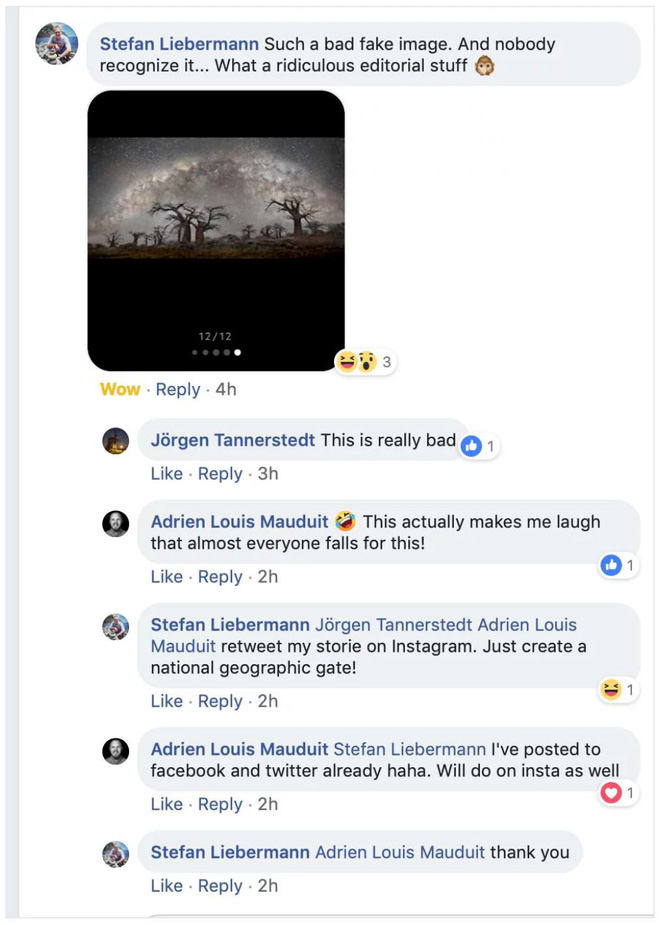 Stefan Liebermann Such a bad fake image. And nobody
recognize it... What a ridiculous editorial stuff 🙊
12/12
3
Wow · Reply · 4h
Jörgen Tannerstedt This is really bad
1
Like · Reply · 3h
Adrien Louis Mauduit 🤣 This actually makes me laugh
that almost everyone falls for this!
1
Like · Reply · 2h
Stefan Liebermann Jörgen Tannerstedt Adrien Louis
Mauduit retweet my storie on Instagram. Just create a
national geographic gate!
1
Like · Reply · 2h
Adrien Louis Mauduit Stefan Liebermann I've posted to
facebook and twitter already haha. Will do on insta as well
1
Like · Reply · 2h
Stefan Liebermann Adrien Louis Mauduit thank you
Like · Reply · 2h